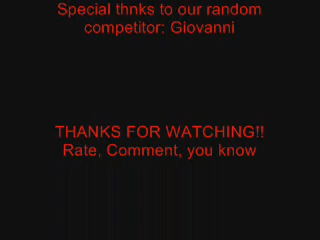 Special thnks to our random
competitor: Giovanni
THANKS FOR WATCHING!!
Rate, Comment, you know